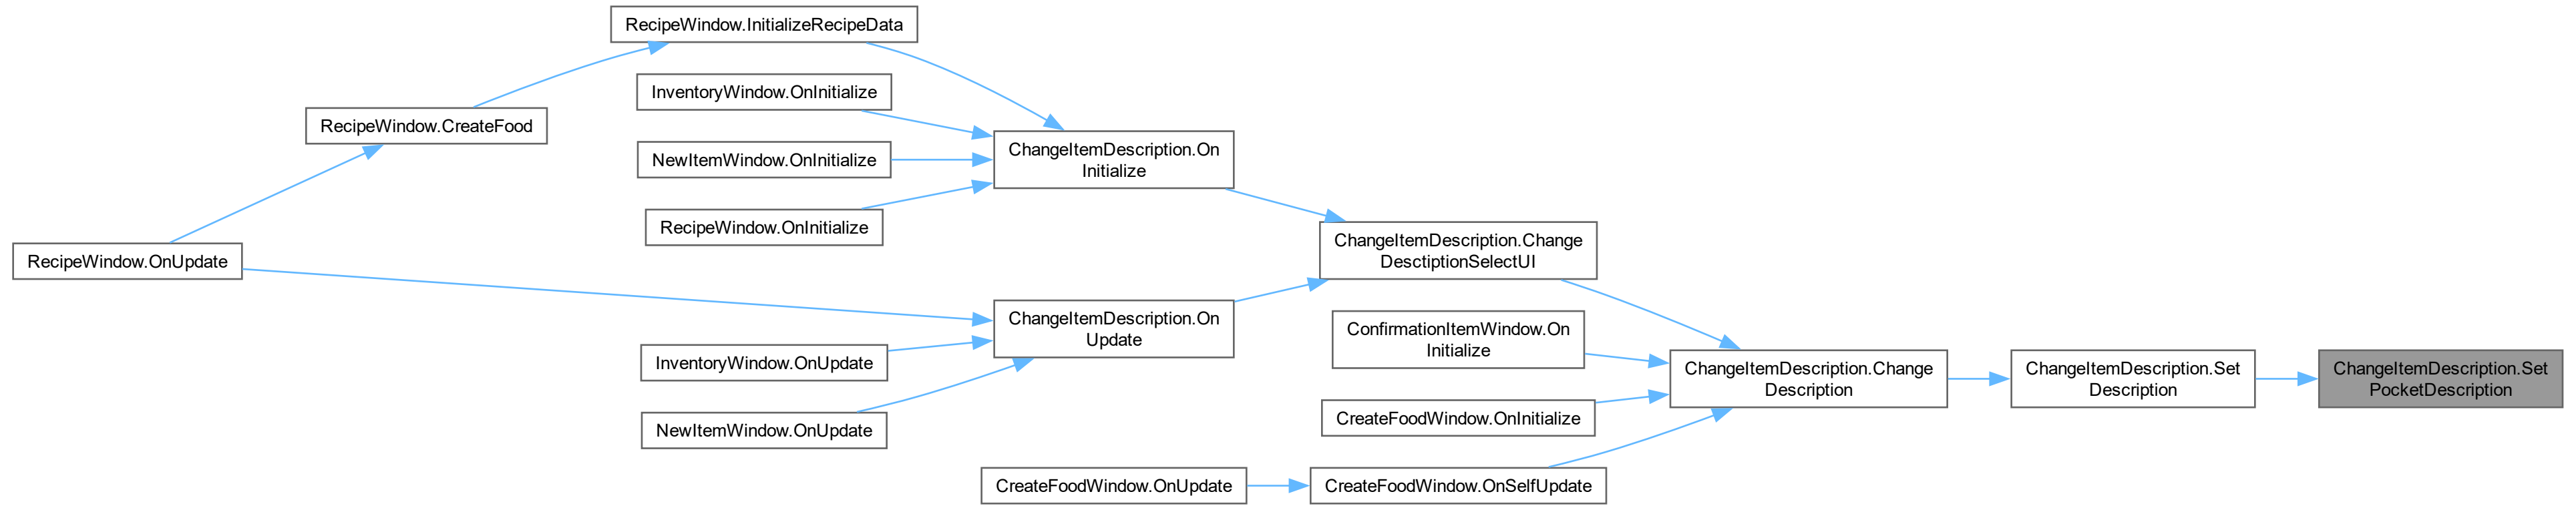 RecipeWindow.InitializeRecipeData
InventoryWindow.OnInitialize
RecipeWindow.CreateFood
ChangeItemDescription.On
Initialize
NewItemWindow.OnInitialize
RecipeWindow.OnInitialize
RecipeWindow.OnUpdate
ChangeItemDescription.Change
DesctiptionSelectUI
ChangeItemDescription.On
Update
ConfirmationItemWindow.On
Initialize
InventoryWindow.OnUpdate
ChangeItemDescription.Change
Description
ChangeItemDescription.Set
Description
ChangeItemDescription.Set
PocketDescription
CreateFoodWindow.OnInitialize
NewItemWindow.OnUpdate
CreateFoodWindow.OnUpdate
CreateFoodWindow.OnSelfUpdate